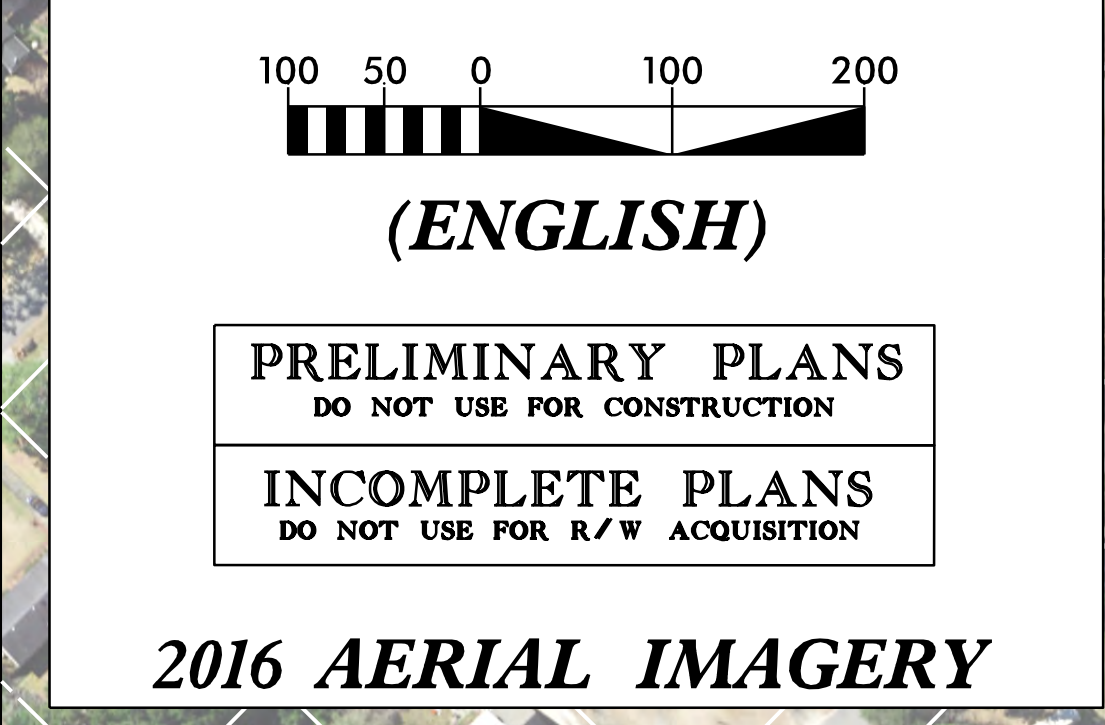 100 50 0 100 200
(ENGLISH)
PRELIMINARY PLANS
DO NOT USE FOR CONSTRUCTION
INCOMPLETE PLANS
DO NOT USE FOR R/W ACQUISITION
2016 AERIAL IMAGERY